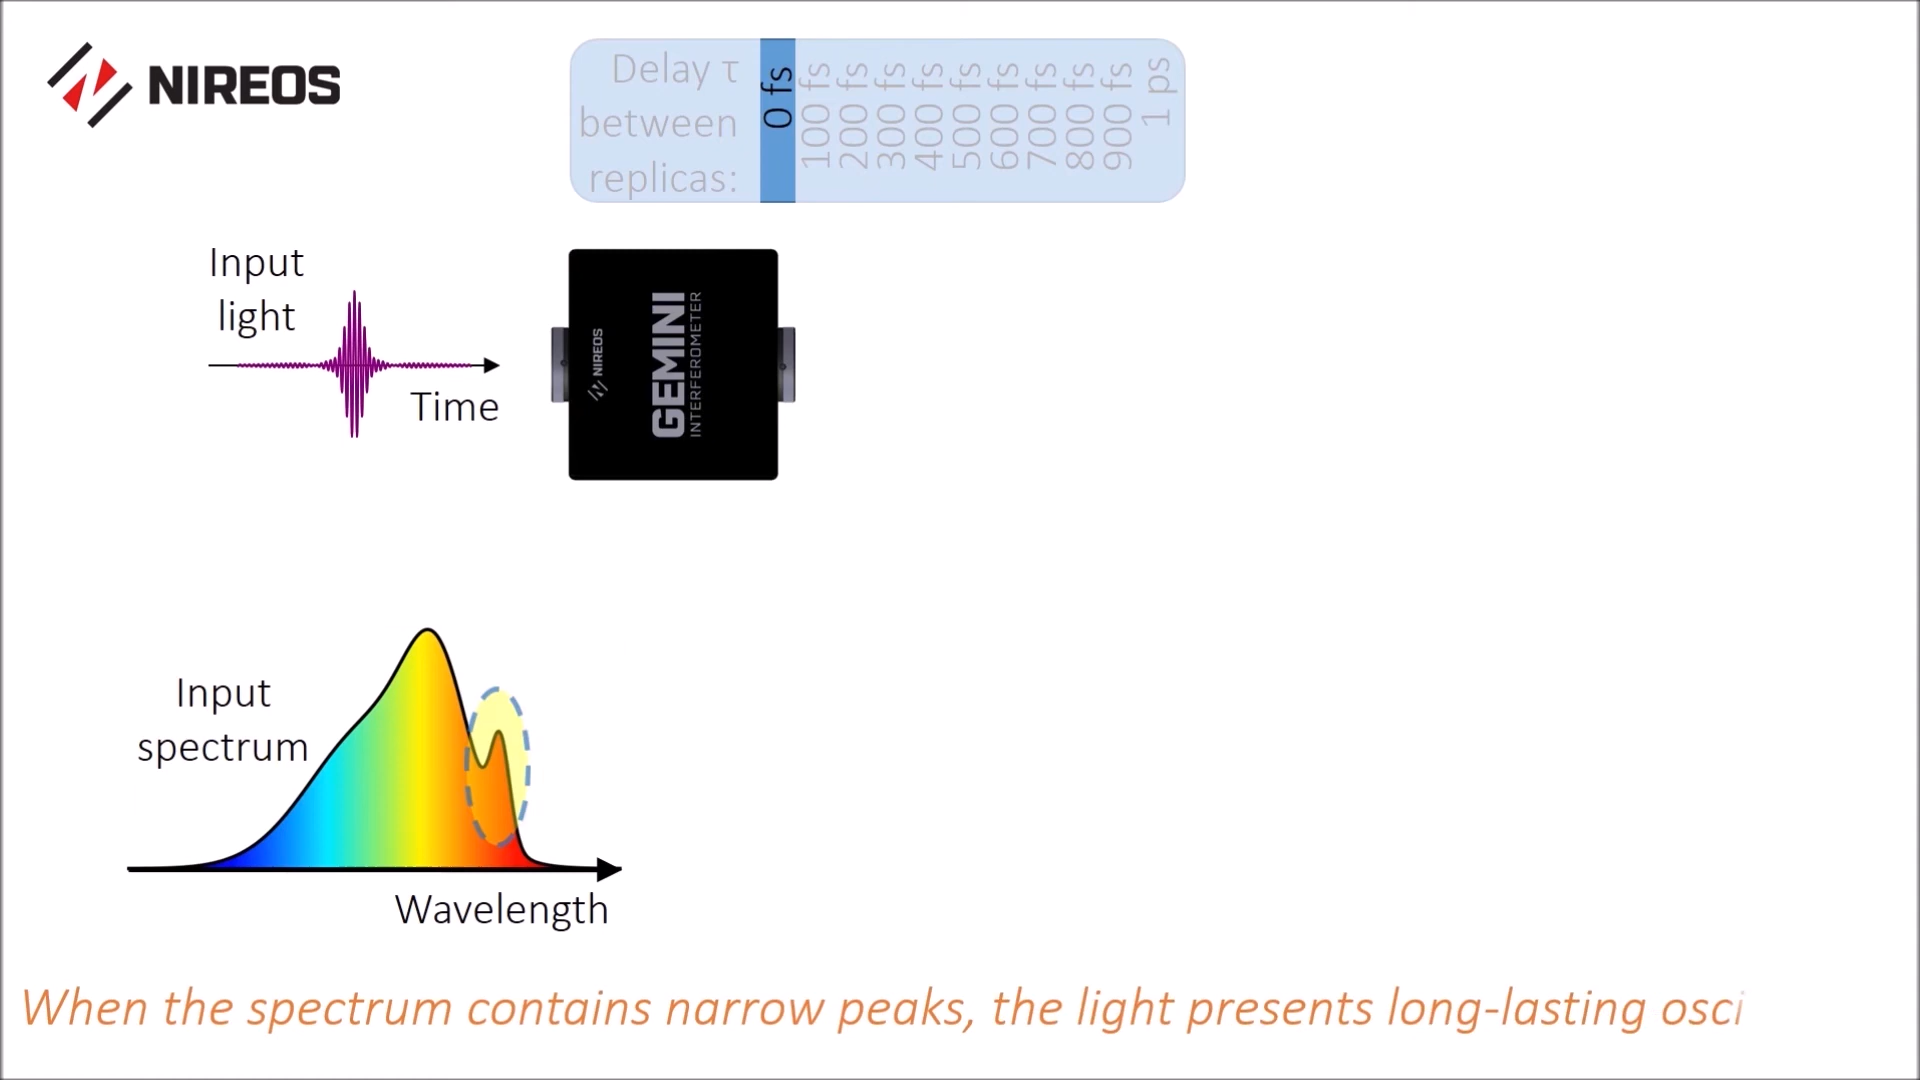 NIREOS
Delay τ
between
replicas:
0 fs
100 fs
200 fs
300 fs
400 fs
500 fs
600 fs
700 fs
800 fs
900 fs
1 ps
Input
light
Time
NIREOS
GEMINI
INTERFEROMETER
Input
spectrum
Wavelength
When the spectrum contains narrow peaks, the light presents long-lasting osci